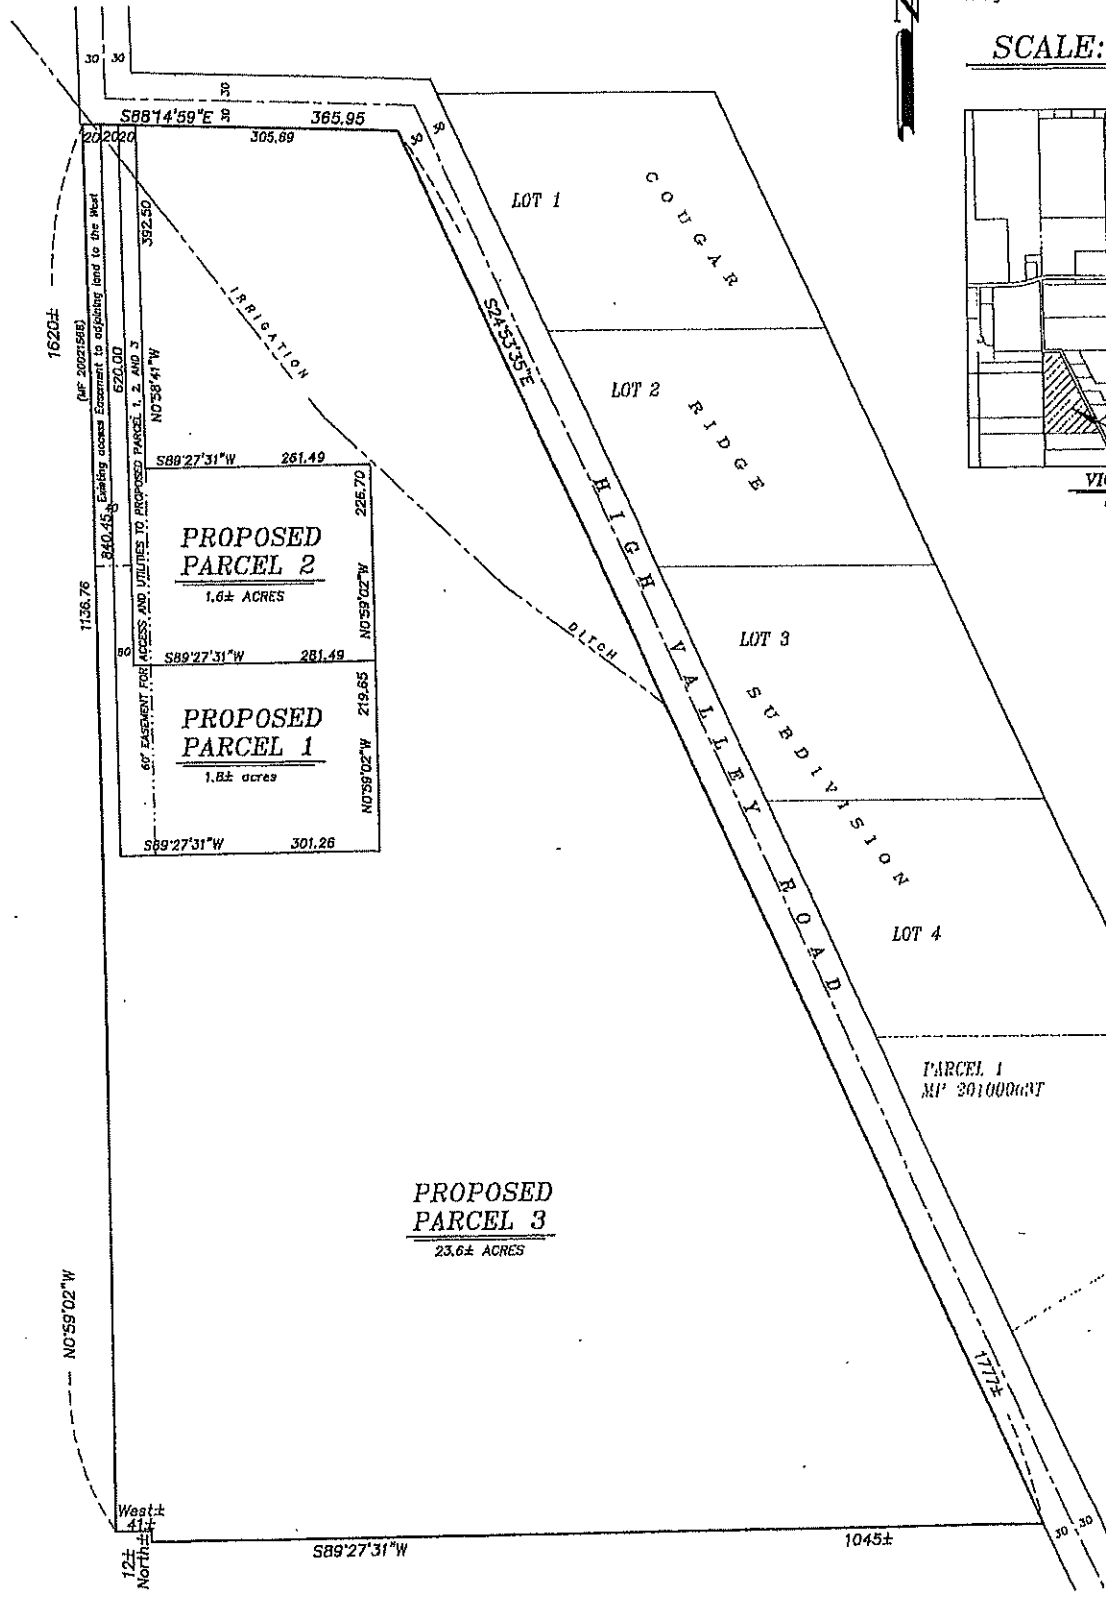 SCALE:
30 30
30
30
S88°14'59"E
365.95
305.69
20 20 20
30
30
392.50
N0°58'41"W
1620±
(MF 20021568)
Existing access Easement to adjoining land to the West
840.45
620.00
60' EASEMENT FOR ACCESS AND UTILITIES TO PROPOSED PARCEL 1, 2, AND 3
1136.76
IRRIGATION
DITCH
S24°53'35"E
LOT 1
COUGAR
LOT 2
RIDGE
LOT 3
SUBDIVISION
LOT 4
HIGH VALLEY ROAD
S89°27'31"W 261.49
PROPOSED
PARCEL 2
1.6± ACRES
226.70
N0°59'02"W
S89°27'31"W 281.49
PROPOSED
PARCEL 1
1.8± acres
219.65
N0°59'02"W
S89°27'31"W 301.26
PARCEL 1
PROPOSED
PARCEL 3
23.6± ACRES
N0°59'02"W
1777±
West±
41±
12±
North±
S89°27'31"W
1045±
30 30